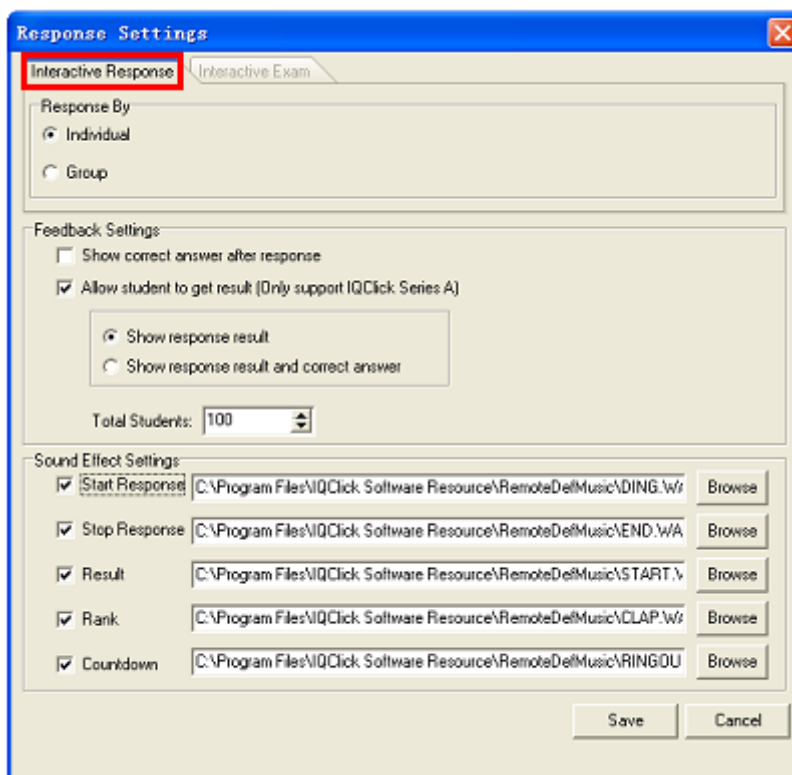 Response Settings
Interactive Response Interactive Exam
Response By
Individual
Group
Feedback Settings
Show correct answer after response
Allow student to get result (Only support IQClick Series A)
Show response result
Show response result and correct answer
Total Students: 100
Sound Effect Settings
Start Response C:\Program Files\IQClick Software Resource\RemoteDefMusic\DING.WA Browse
Stop Response C:\Program Files\IQClick Software Resource\RemoteDefMusic\END.WA Browse
Result C:\Program Files\IQClick Software Resource\RemoteDefMusic\START.V Browse
Rank C:\Program Files\IQClick Software Resource\RemoteDefMusic\CLAP.WA Browse
Countdown C:\Program Files\IQClick Software Resource\RemoteDefMusic\RINGOU Browse
Save Cancel